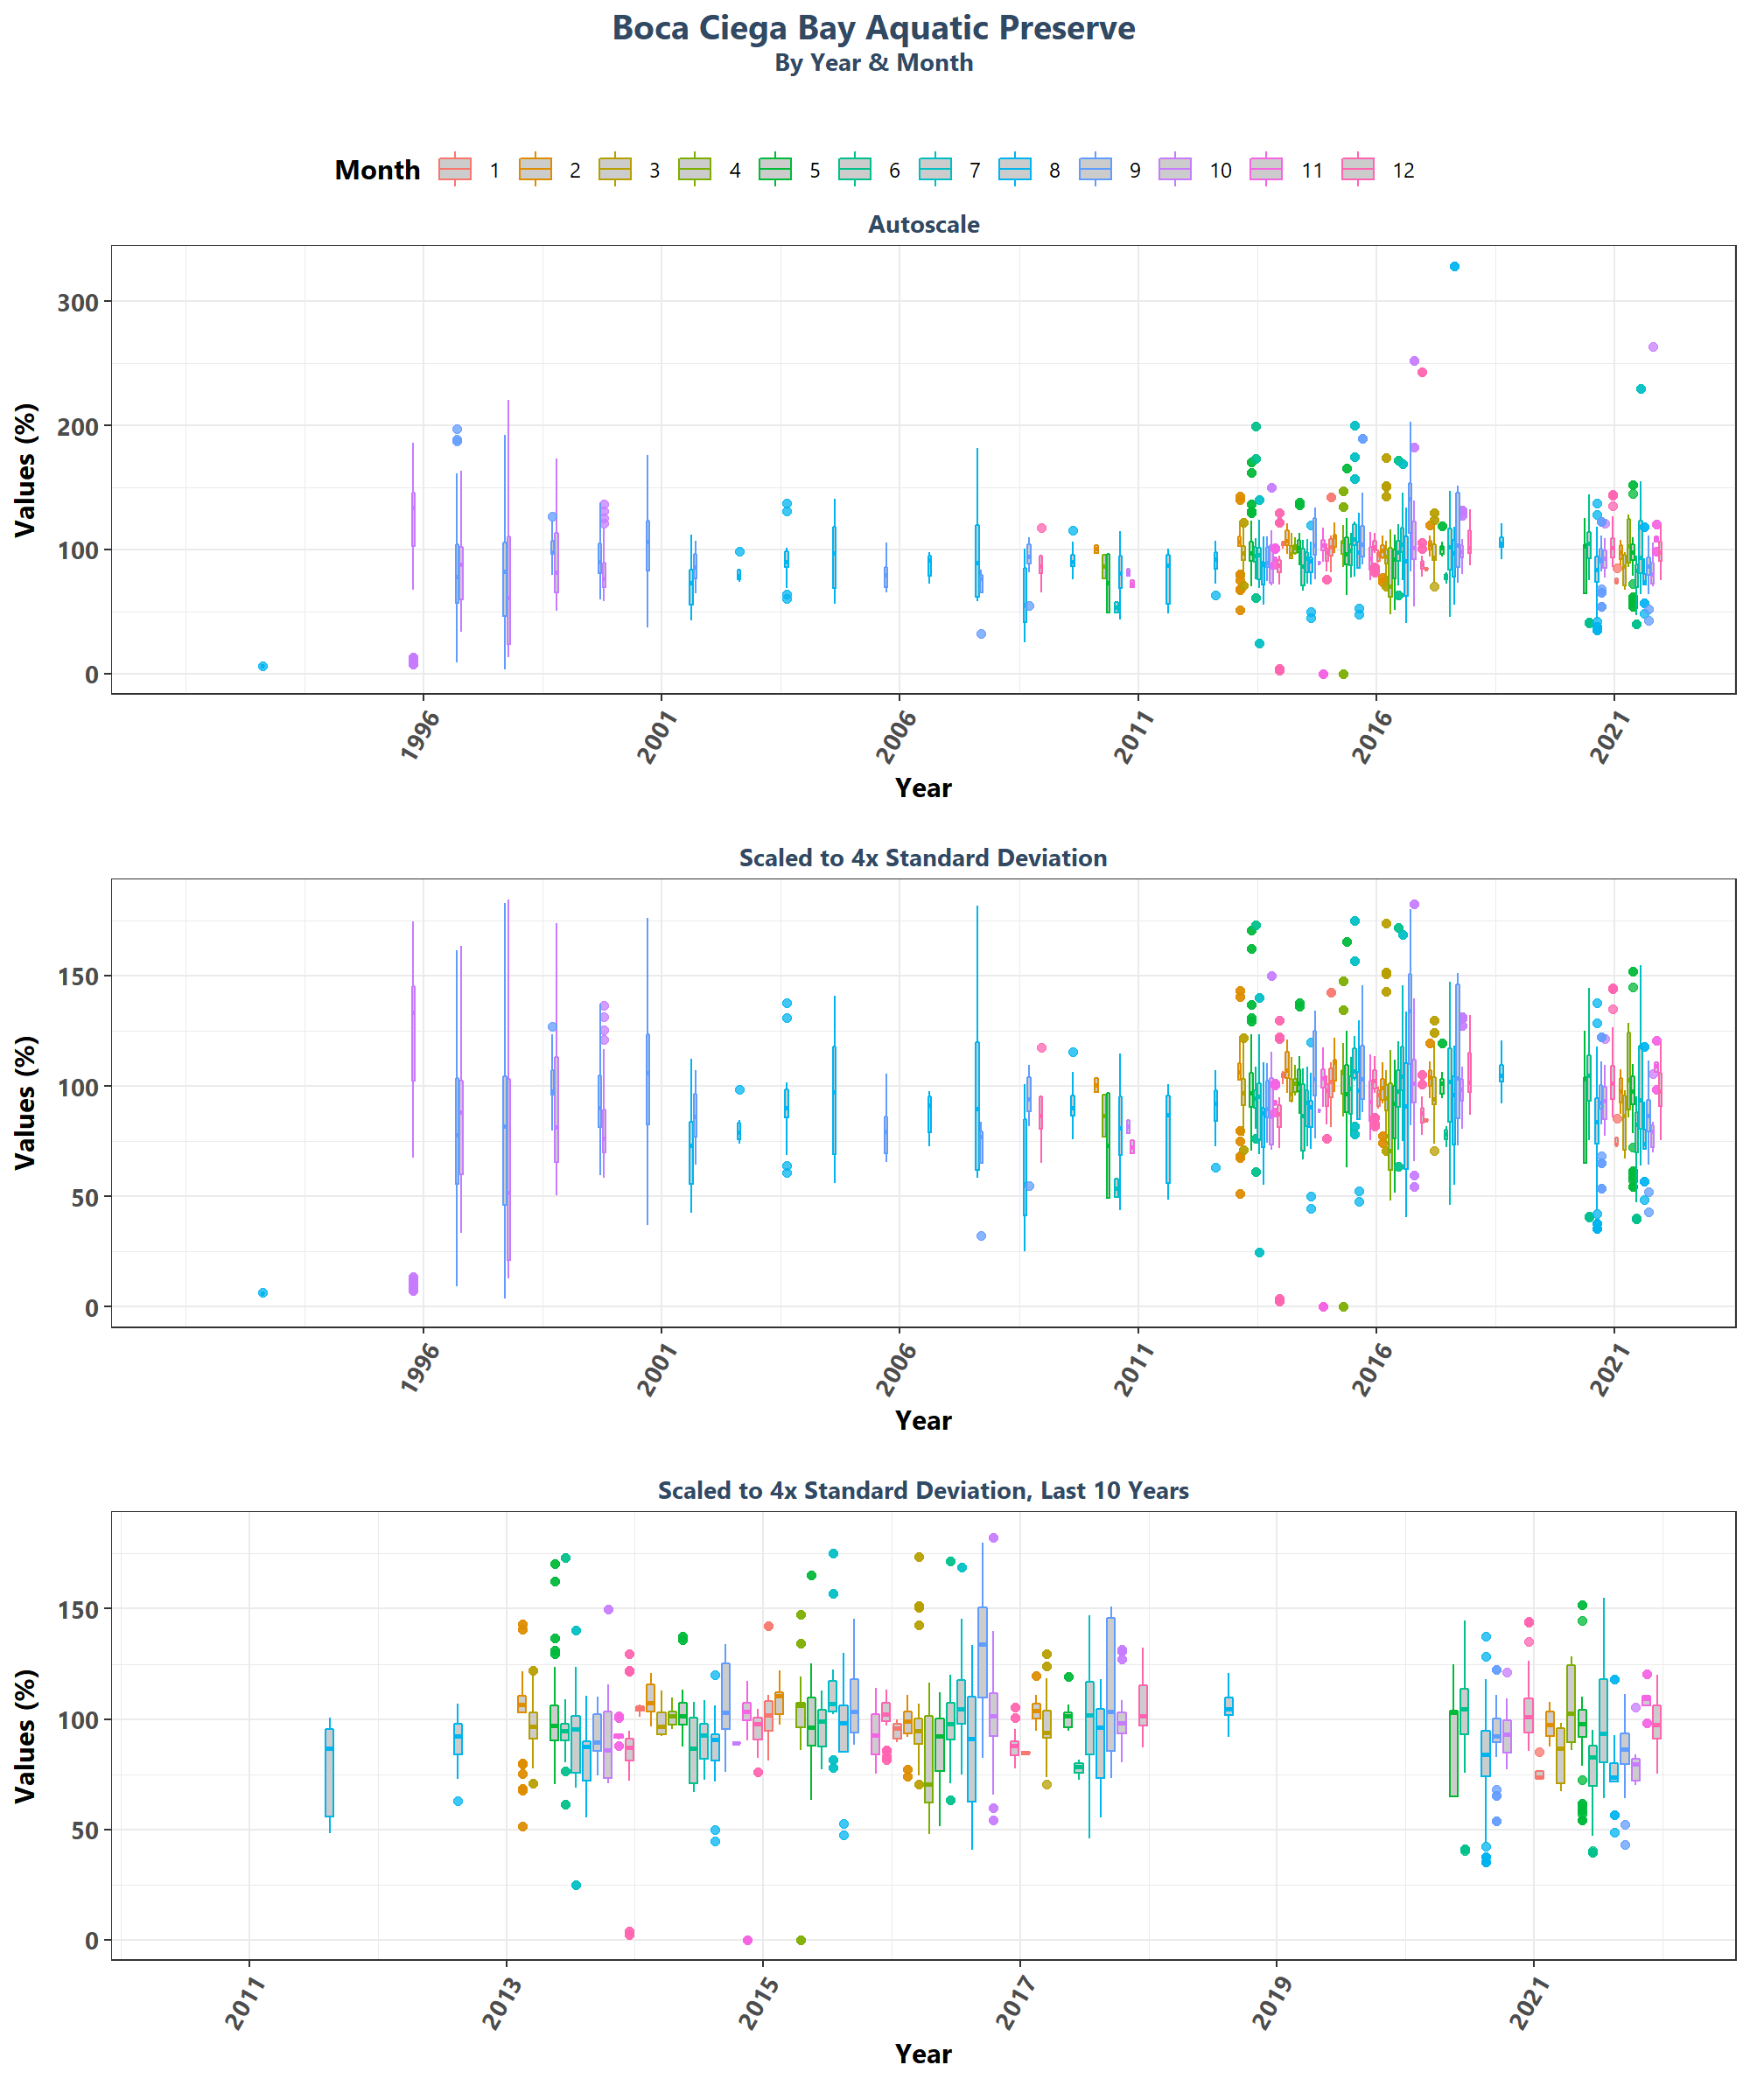 Boca Ciega Bay Aquatic Preserve
By Year & Month
Month 1 2 3 4 5 6 7 8 9 10 11 12
Autoscale
Values (%)
300
200
100
0
1996 2001 2006 2011 2016 2021
Year
Scaled to 4x Standard Deviation
Values (%)
150
100
50
0
1996 2001 2006 2011 2016 2021
Year
Scaled to 4x Standard Deviation, Last 10 Years
Values (%)
150
100
50
0
2011 2013 2015 2017 2019 2021
Year